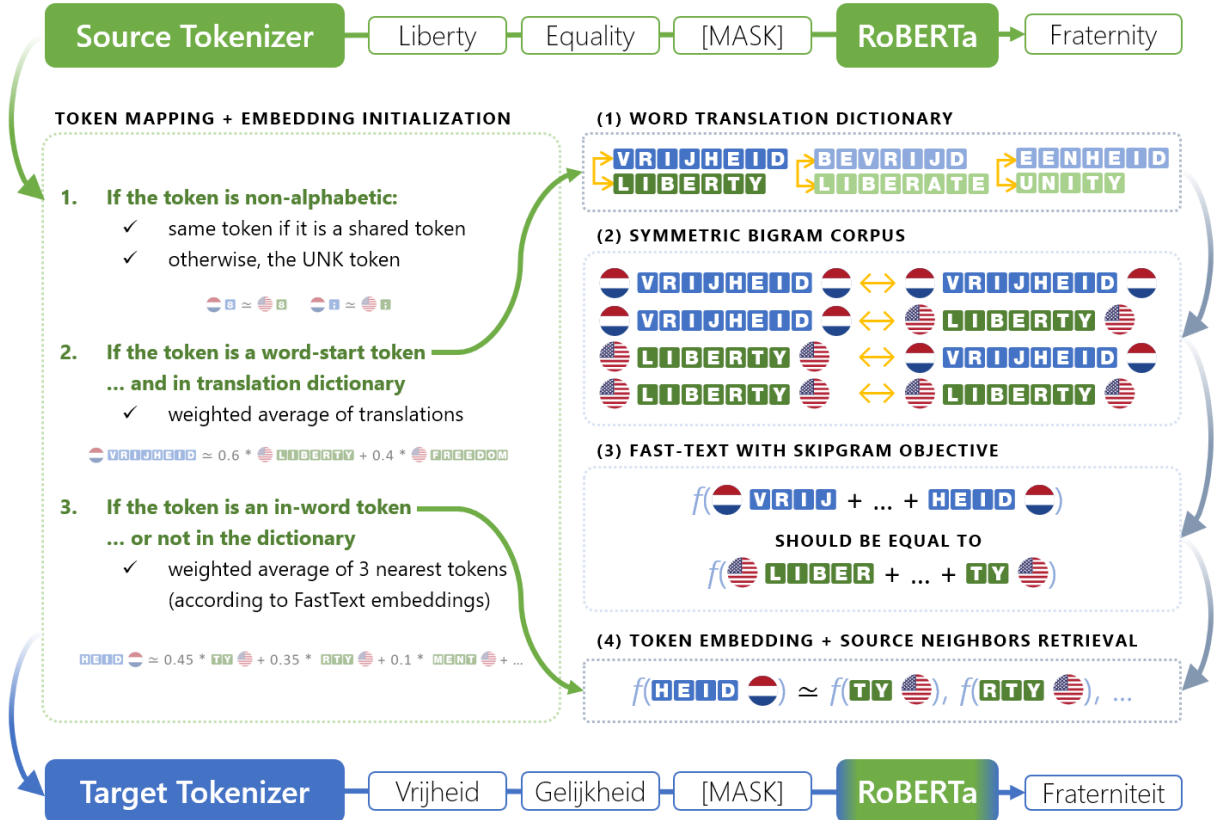 Source Tokenizer Liberty Equality [MASK] RoBERTa Fraternity
TOKEN MAPPING + EMBEDDING INITIALIZATION
1. If the token is non-alphabetic:
✓ same token if it is a shared token
✓ otherwise, the UNK token
8 ≃ 8 i ≃ i
2. If the token is a word-start token
... and in translation dictionary
✓ weighted average of translations
VRIJHEID ≃ 0.6 * LIBERTY + 0.4 * FREEDOM
3. If the token is an in-word token
... or not in the dictionary
✓ weighted average of 3 nearest tokens
(according to FastText embeddings)
HEID ≃ 0.45 * TY + 0.35 * RTY + 0.1 * MENT + ...
(1) WORD TRANSLATION DICTIONARY
VRIJHEID BEVRIJD EENHEID
LIBERTY LIBERATE UNITY
(2) SYMMETRIC BIGRAM CORPUS
VRIJHEID ↔ VRIJHEID
VRIJHEID ↔ LIBERTY
LIBERTY ↔ VRIJHEID
LIBERTY ↔ LIBERTY
(3) FAST-TEXT WITH SKIPGRAM OBJECTIVE
f( VRIJ + ... + HEID )
SHOULD BE EQUAL TO
f( LIBER + ... + TY )
(4) TOKEN EMBEDDING + SOURCE NEIGHBORS RETRIEVAL
f(HEID ) ≃ f(TY ), f(RTY ), ...
Target Tokenizer Vrijheid Gelijkheid [MASK] RoBERTa Fraterniteit